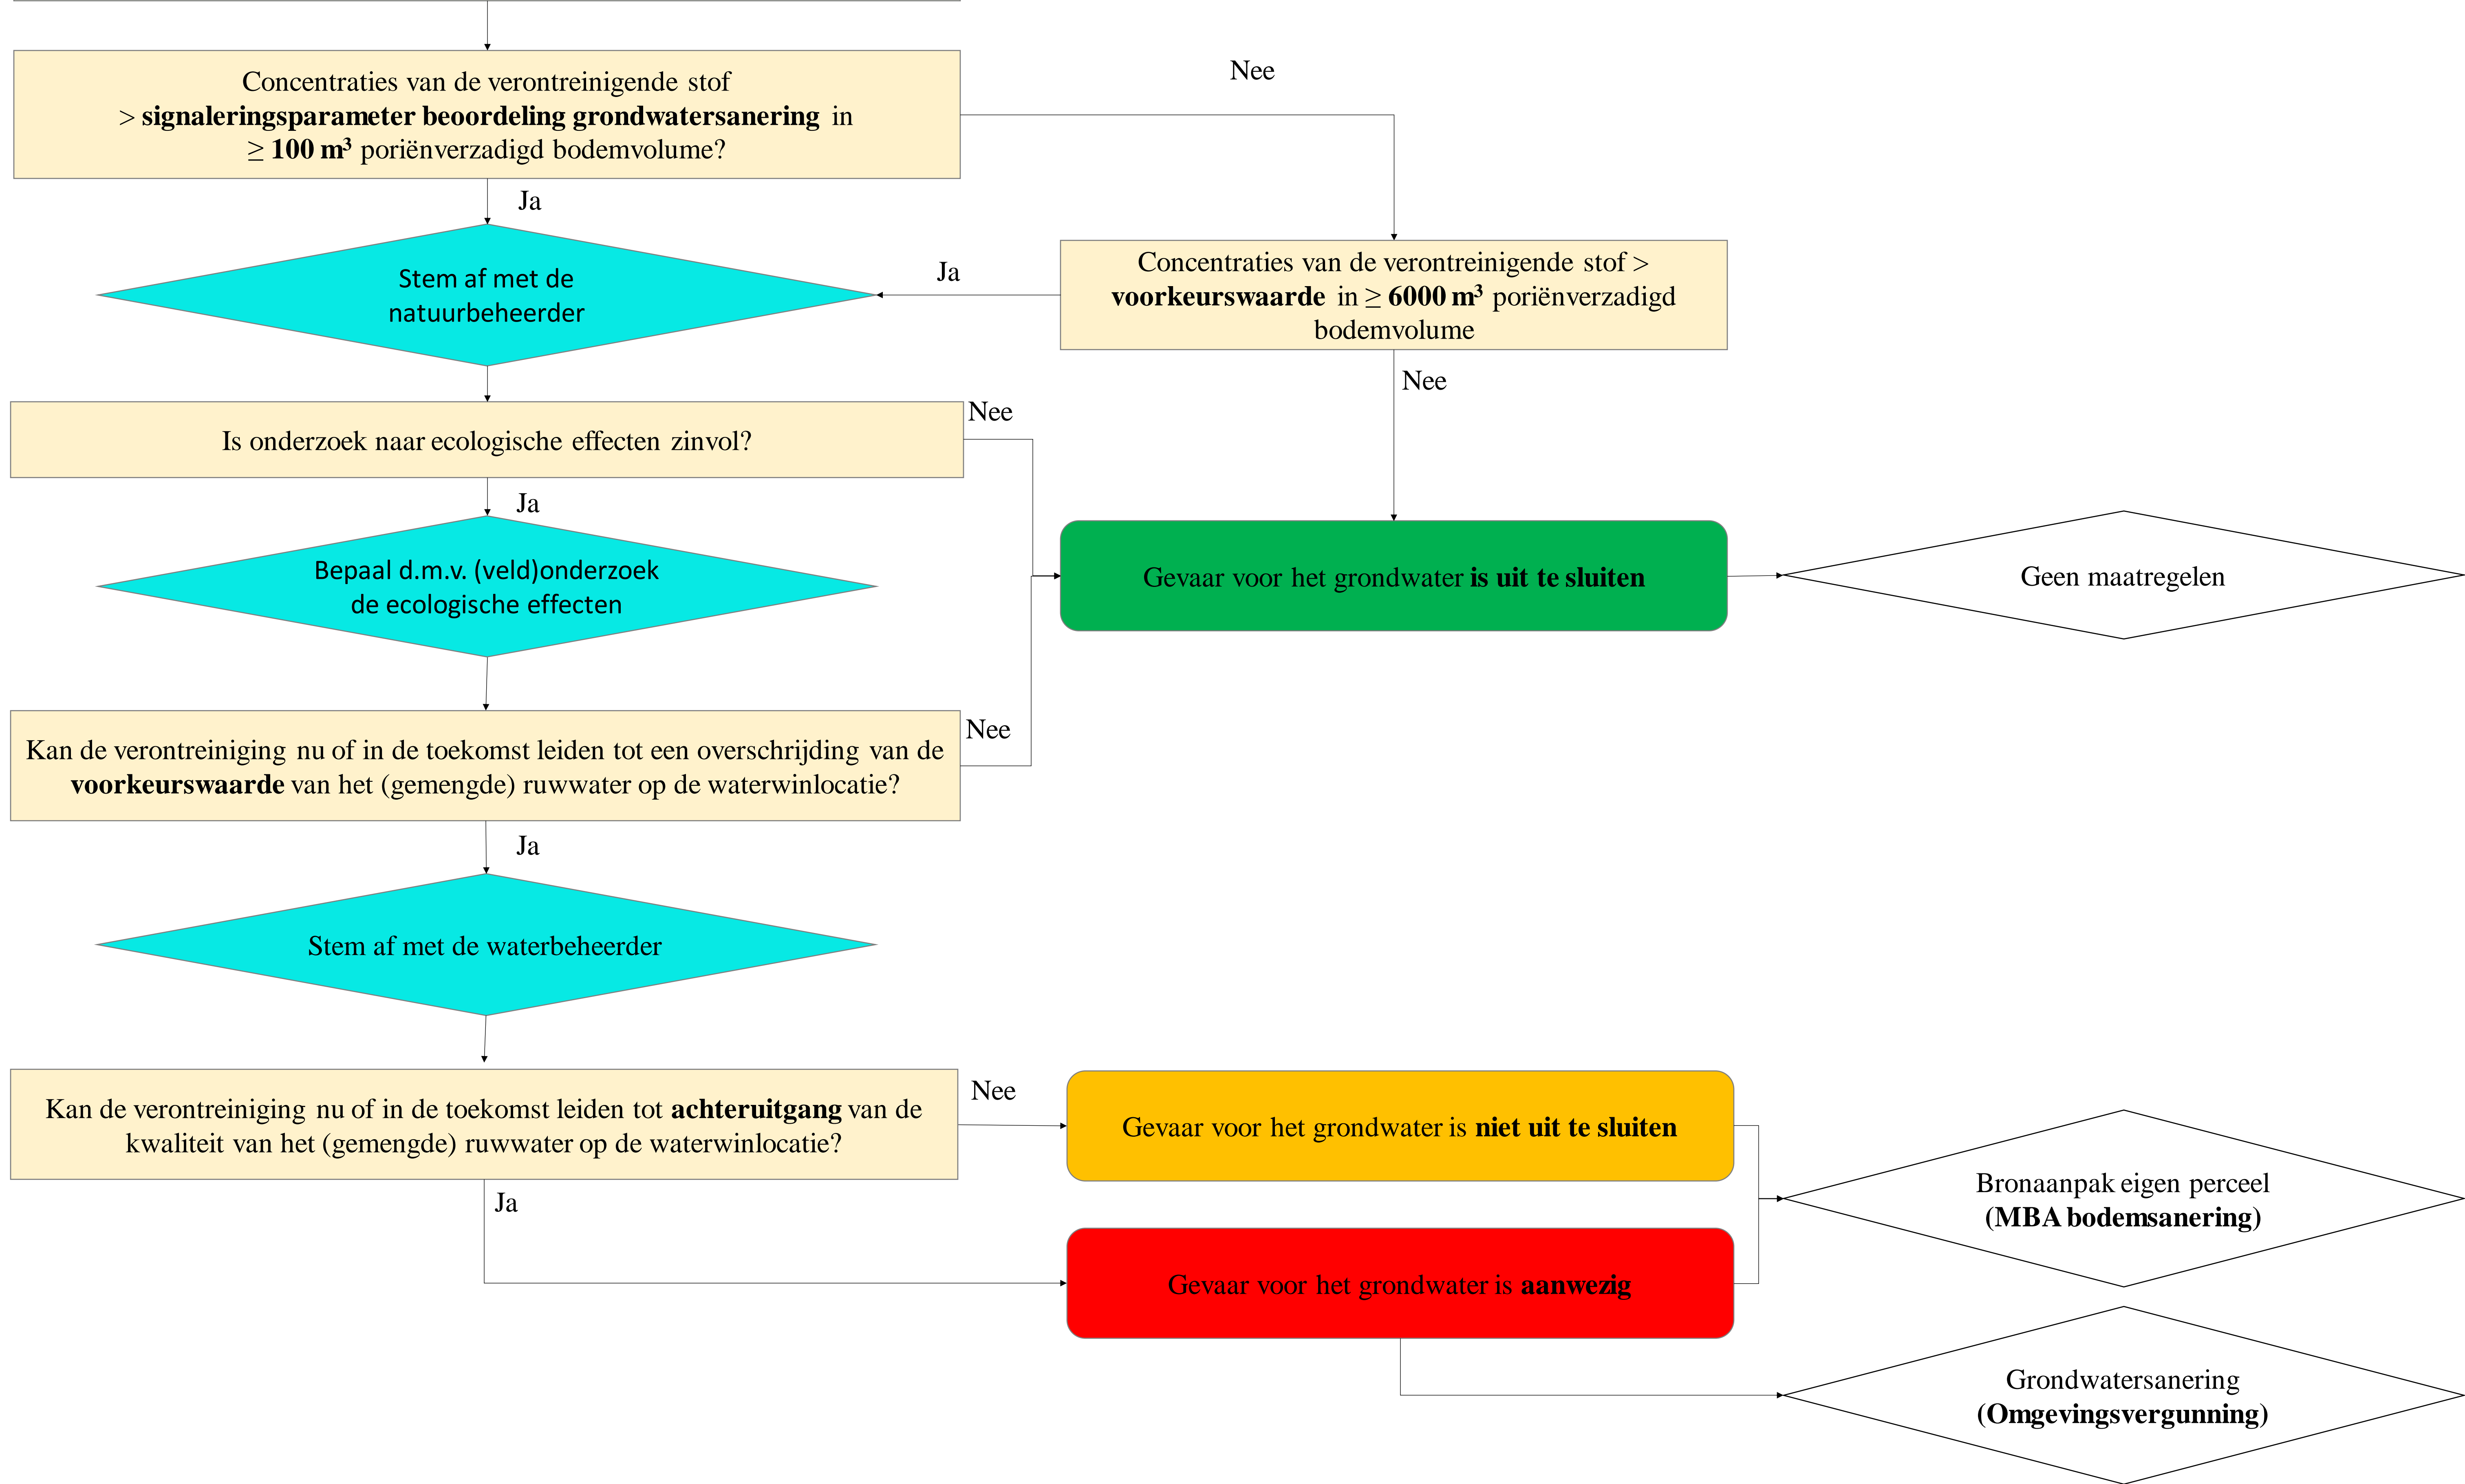 Concentraties van de verontreinigende stof
> signaleringsparameter beoordeling grondwatersanering in
≥ 100 m³ poriënverzadigd bodemvolume?
Nee
Ja
Stem af met de
natuurbeheerder
Ja
Concentraties van de verontreinigende stof >
voorkeurswaarde in ≥ 6000 m³ poriënverzadigd
bodemvolume
Nee
Is onderzoek naar ecologische effecten zinvol?
Nee
Ja
Bepaal d.m.v. (veld)onderzoek
de ecologische effecten
Gevaar voor het grondwater is uit te sluiten
Geen maatregelen
Kan de verontreiniging nu of in de toekomst leiden tot een overschrijding van de
voorkeurswaarde van het (gemengde) ruwwater op de waterwinlocatie?
Nee
Ja
Stem af met de waterbeheerder
Kan de verontreiniging nu of in de toekomst leiden tot achteruitgang van de
kwaliteit van het (gemengde) ruwwater op de waterwinlocatie?
Nee
Ja
Gevaar voor het grondwater is niet uit te sluiten
Gevaar voor het grondwater is aanwezig
Bronaanpak eigen perceel
(MBA bodemsanering)
Grondwatersanering
(Omgevingsvergunning)